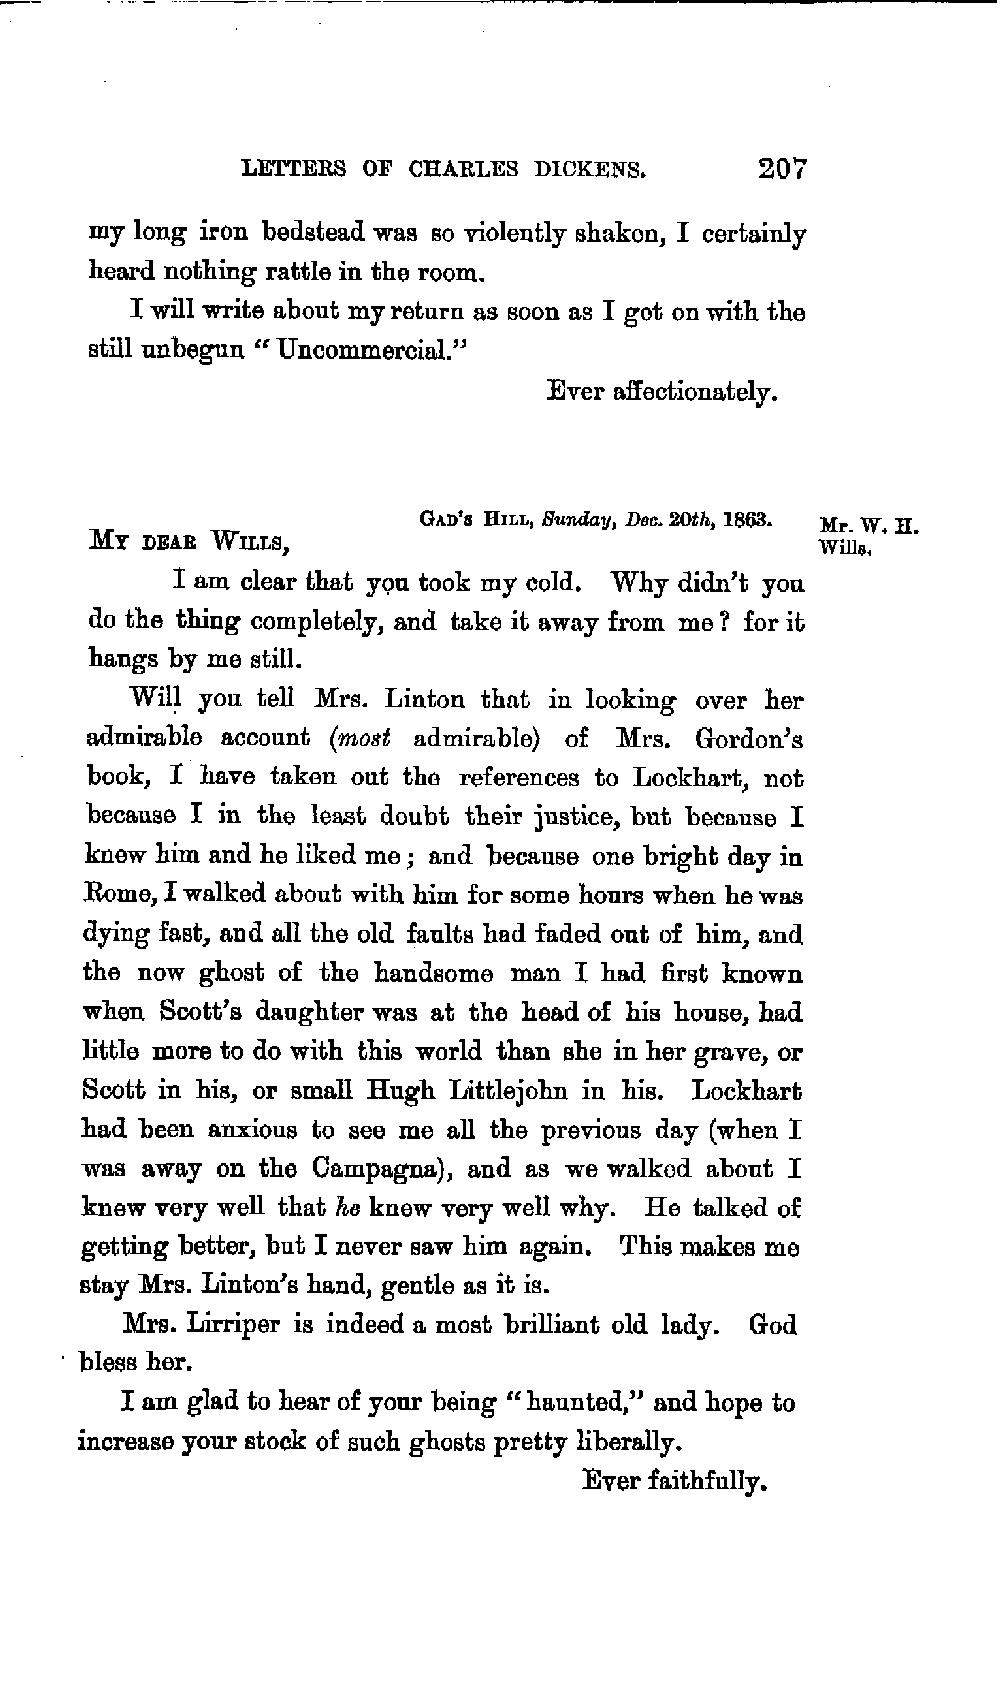 LETTERS OF CHARLES DICKENS. 207
my long iron bedstead was so violently shaken, I certainly
heard nothing rattle in the room.
I will write about my return as soon as I get on with the
still unbegun “Uncommercial.”
Ever affectionately.
GAD’S HILL, Sunday, Dec. 20th, 1863.
Mr. W. H.
Wills.
MY DEAR WILLS,
I am clear that you took my cold. Why didn’t you
do the thing completely, and take it away from me? for it
hangs by me still.
Will you tell Mrs. Linton that in looking over her
admirable account (most admirable) of Mrs. Gordon’s
book, I have taken out the references to Lockhart, not
because I in the least doubt their justice, but because I
knew him and he liked me; and because one bright day in
Rome, I walked about with him for some hours when he was
dying fast, and all the old faults had faded out of him, and
the now ghost of the handsome man I had first known
when Scott’s daughter was at the head of his house, had
little more to do with this world than she in her grave, or
Scott in his, or small Hugh Littlejohn in his. Lockhart
had been anxious to see me all the previous day (when I
was away on the Campagna), and as we walked about I
knew very well that he knew very well why. He talked of
getting better, but I never saw him again. This makes me
stay Mrs. Linton’s hand, gentle as it is.
Mrs. Lirriper is indeed a most brilliant old lady. God
bless her.
I am glad to hear of your being “haunted,” and hope to
increase your stock of such ghosts pretty liberally.
Ever faithfully.